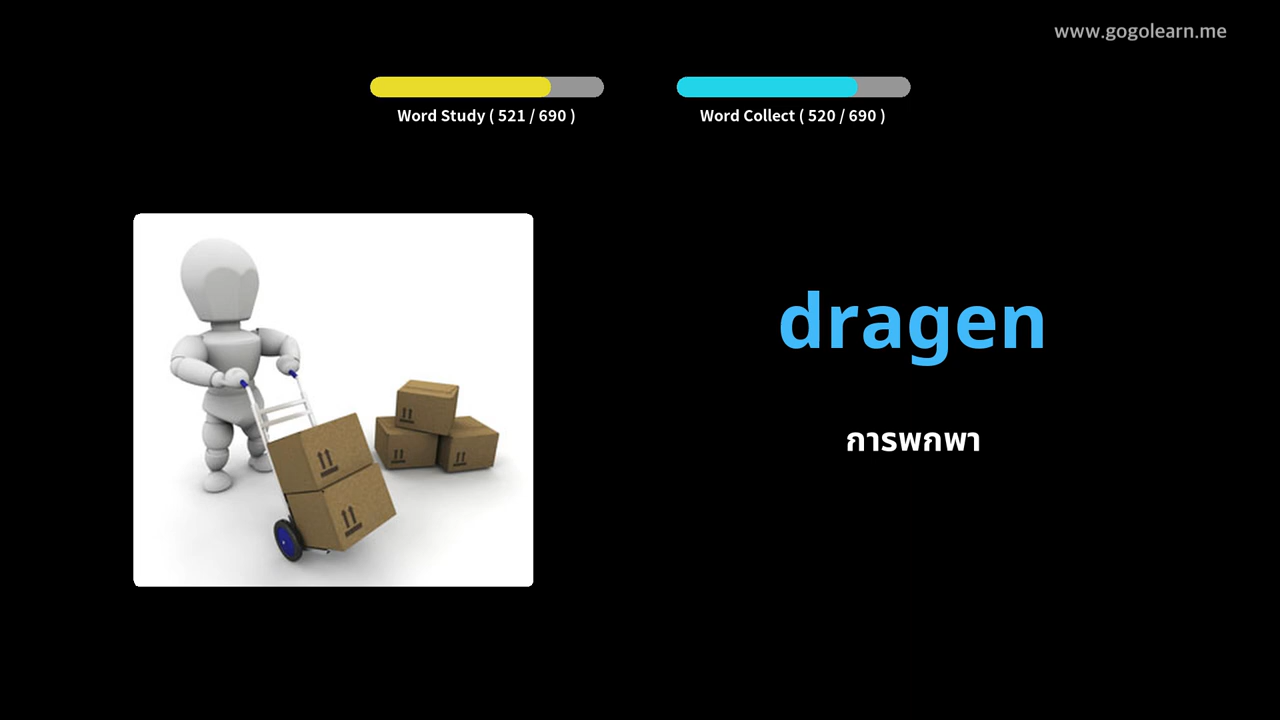 www.gogolearn.me
Word Study ( 521 / 690 )
Word Collect ( 520 / 690 )
dragen
การพกพา